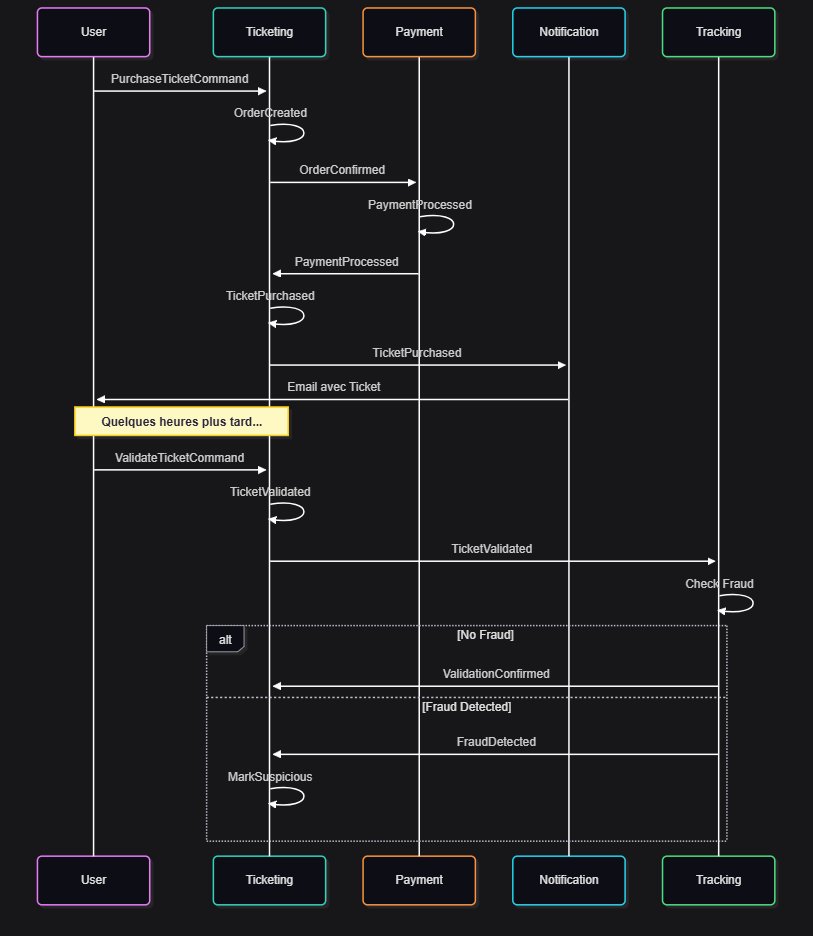 User
Ticketing
Payment
Notification
Tracking
PurchaseTicketCommand
OrderCreated
OrderConfirmed
PaymentProcessed
PaymentProcessed
TicketPurchased
TicketPurchased
Email avec Ticket
Quelques heures plus tard...
ValidateTicketCommand
TicketValidated
TicketValidated
Check Fraud
alt
[No Fraud]
ValidationConfirmed
[Fraud Detected]
FraudDetected
MarkSuspicious
User
Ticketing
Payment
Notification
Tracking